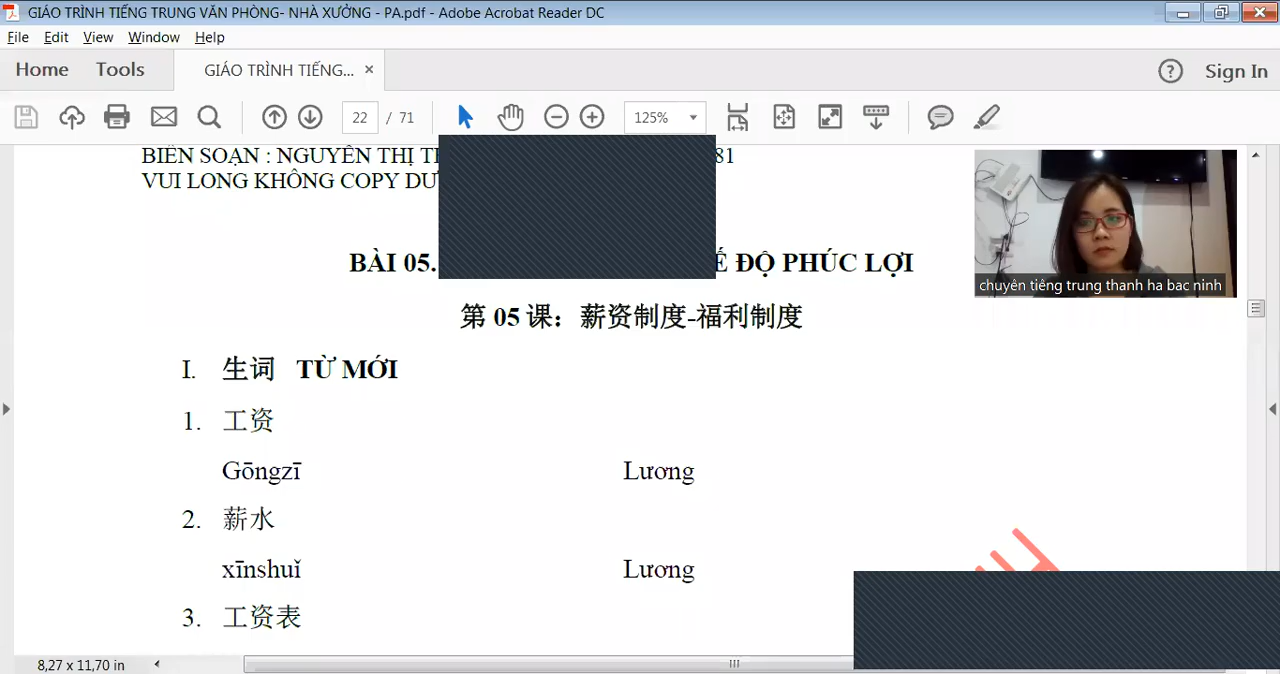 GIÁO TRÌNH TIẾNG TRUNG VĂN PHÒNG- NHÀ XƯỞNG - PA.pdf - Adobe Acrobat Reader DC
File Edit View Window Help
Home Tools GIÁO TRÌNH TIẾNG... × ? Sign In
22 / 71 125%
BIÊN SOẠN : NGUYỄN THỊ 81
VUI LONG KHÔNG COPY
BÀI 05. ĐỘ PHÚC LỢI
chuyên tiêng trung thanh ha bac ninh
第 05 课：薪资制度-福利制度
I. 生词 TỪ MỚI
1. 工资
Gōngzī Lương
2. 薪水
xīnshuǐ Lương
3. 工资表
8,27 x 11,70 in